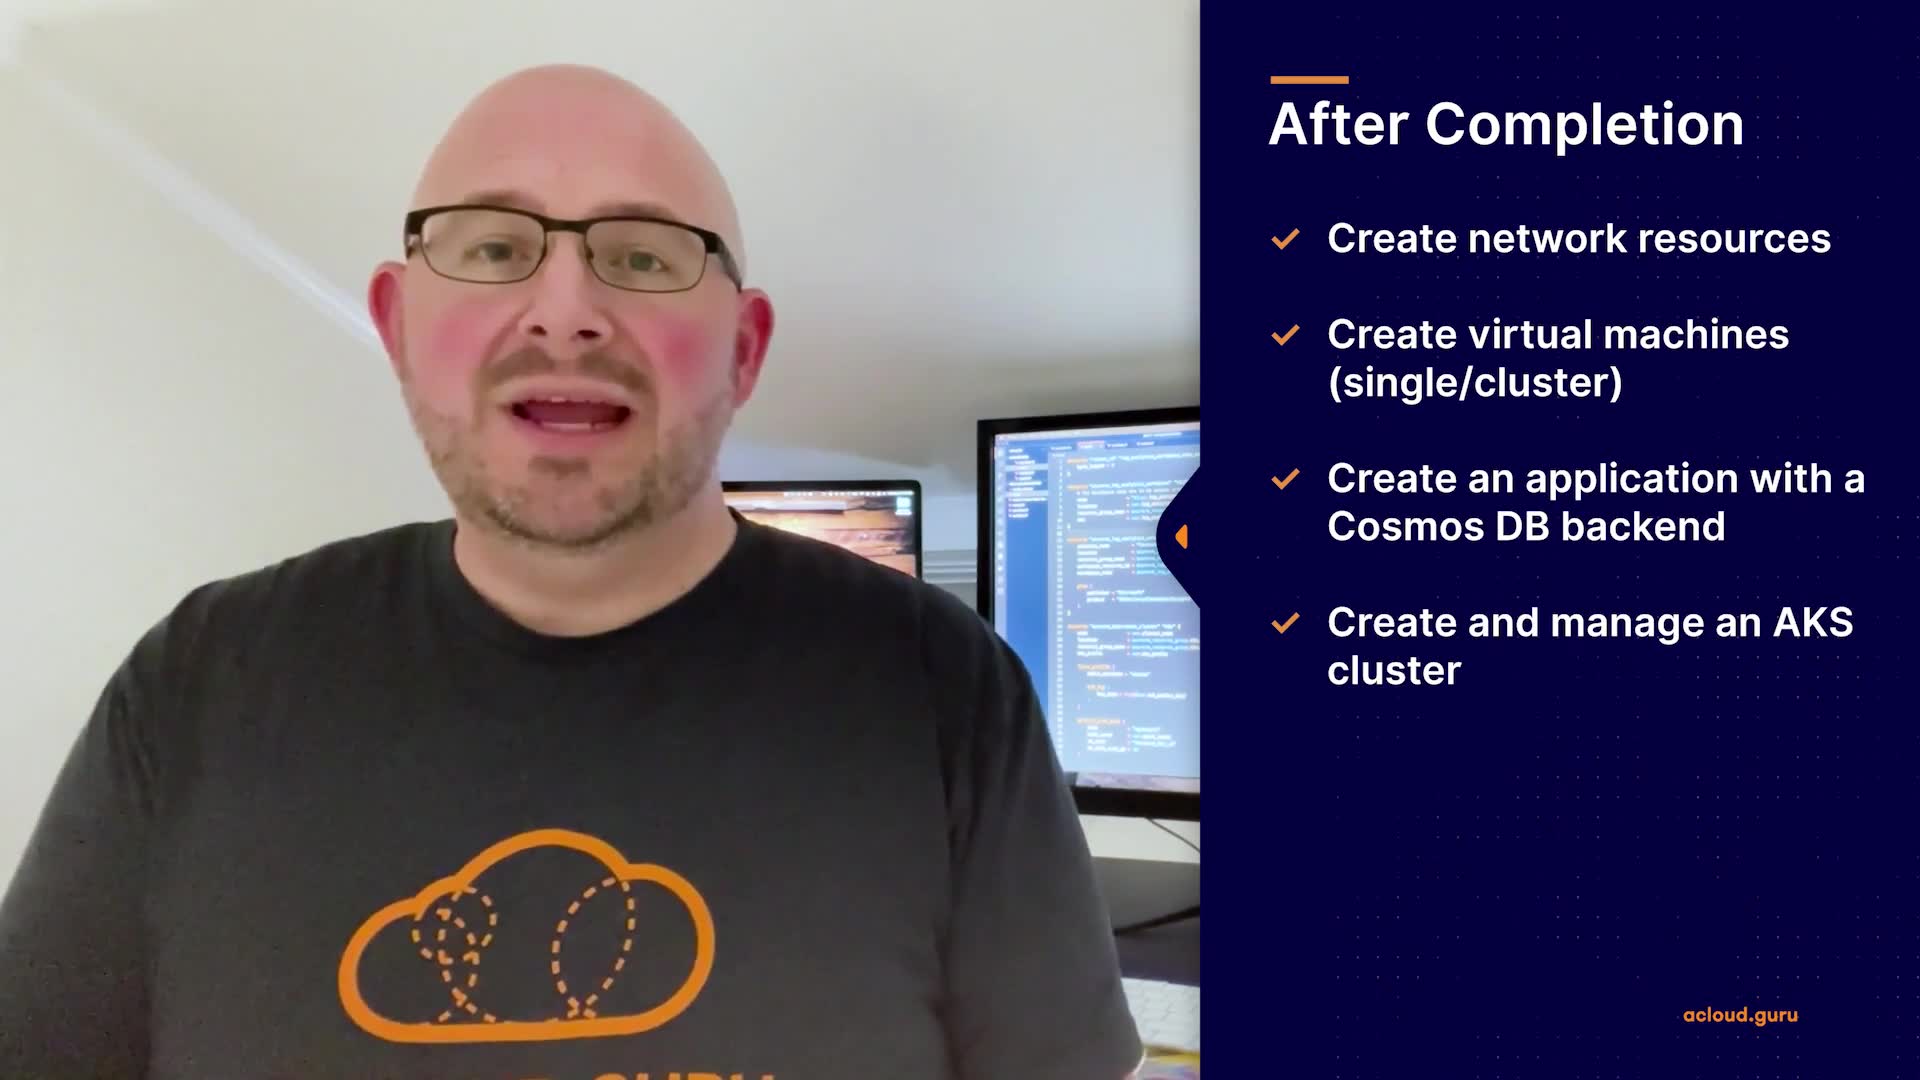 After Completion
Create network resources
Create virtual machines
(single/cluster)
Create an application with a
Cosmos DB backend
Create and manage an AKS
cluster
acloud.guru